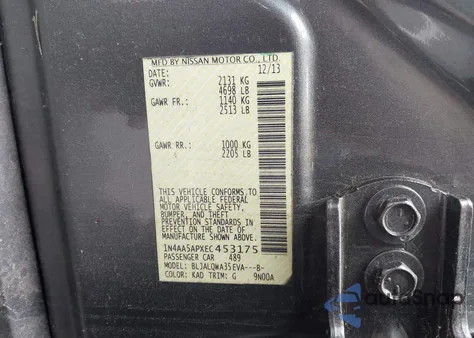 MFD BY NISSAN MOTOR CO., LTD.
DATE: 12/13
GVWR: 2131 KG
4698 LB
GAWR FR.: 1140 KG
2513 LB
GAWR RR.: 1000 KG
2205 LB
THIS VEHICLE CONFORMS TO
ALL APPLICABLE FEDERAL
MOTOR VEHICLE SAFETY,
BUMPER, AND THEFT
PREVENTION STANDARDS
IN EFFECT ON THE DATE OF
MANUFACTURE SHOWN ABOVE.
1N4AA5APXEC453175
PASSENGER CAR 489
MODEL: BLJALQWA35EVA---B-
COLOR: KAD TRIM: G 9N00A
autosnap